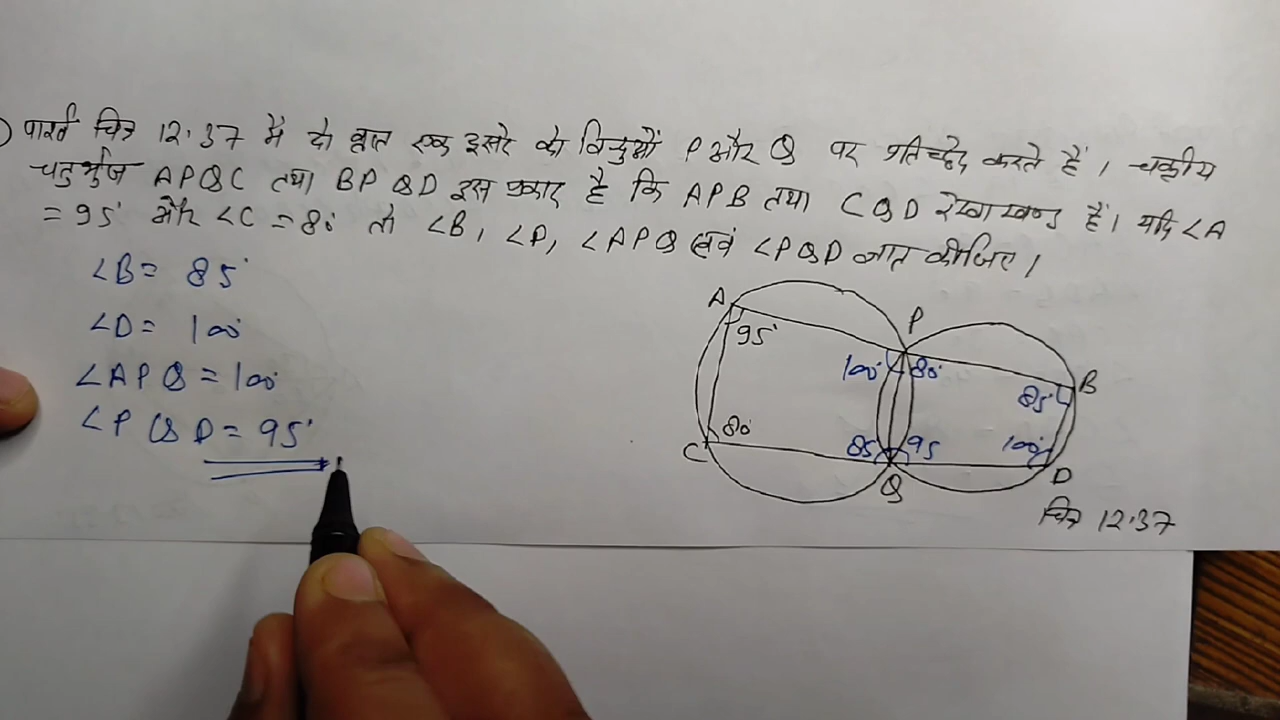 ) पार्श्व चित्र 12.37 में दो वृत्त एक दूसरे को बिन्दुओं P और Q पर प्रतिच्छेद करते हैं । चक्रीय
चतुर्भुज APQC तथा BPQD इस प्रकार है कि APB तथा CQD रेखाखण्ड हैं। यदि ∠A
= 95° और ∠C = 80° तो ∠B, ∠D, ∠APQ एवं ∠PQD ज्ञात कीजिए।
∠B = 85°
∠D = 100°
∠APQ = 100°
∠PQD = 95°
A
P
95°
100°
80°
B
85°
80°
C
85
95
100°
D
Q
चित्र 12.37